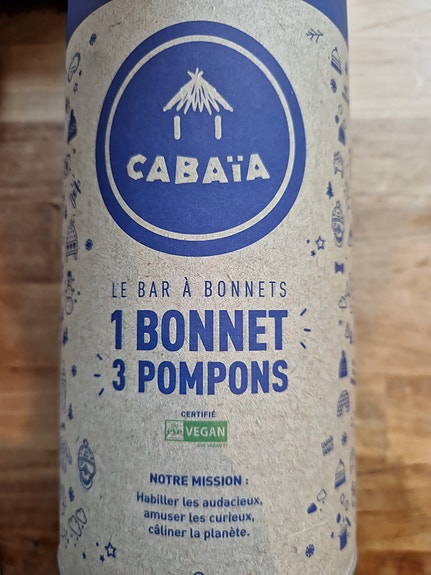 CABAÏA
LE BAR À BONNETS
1 BONNET
3 POMPONS
CERTIFIÉ
VEGAN
NOTRE MISSION :
Habiller les audacieux,
amuser les curieux,
câliner la planète.